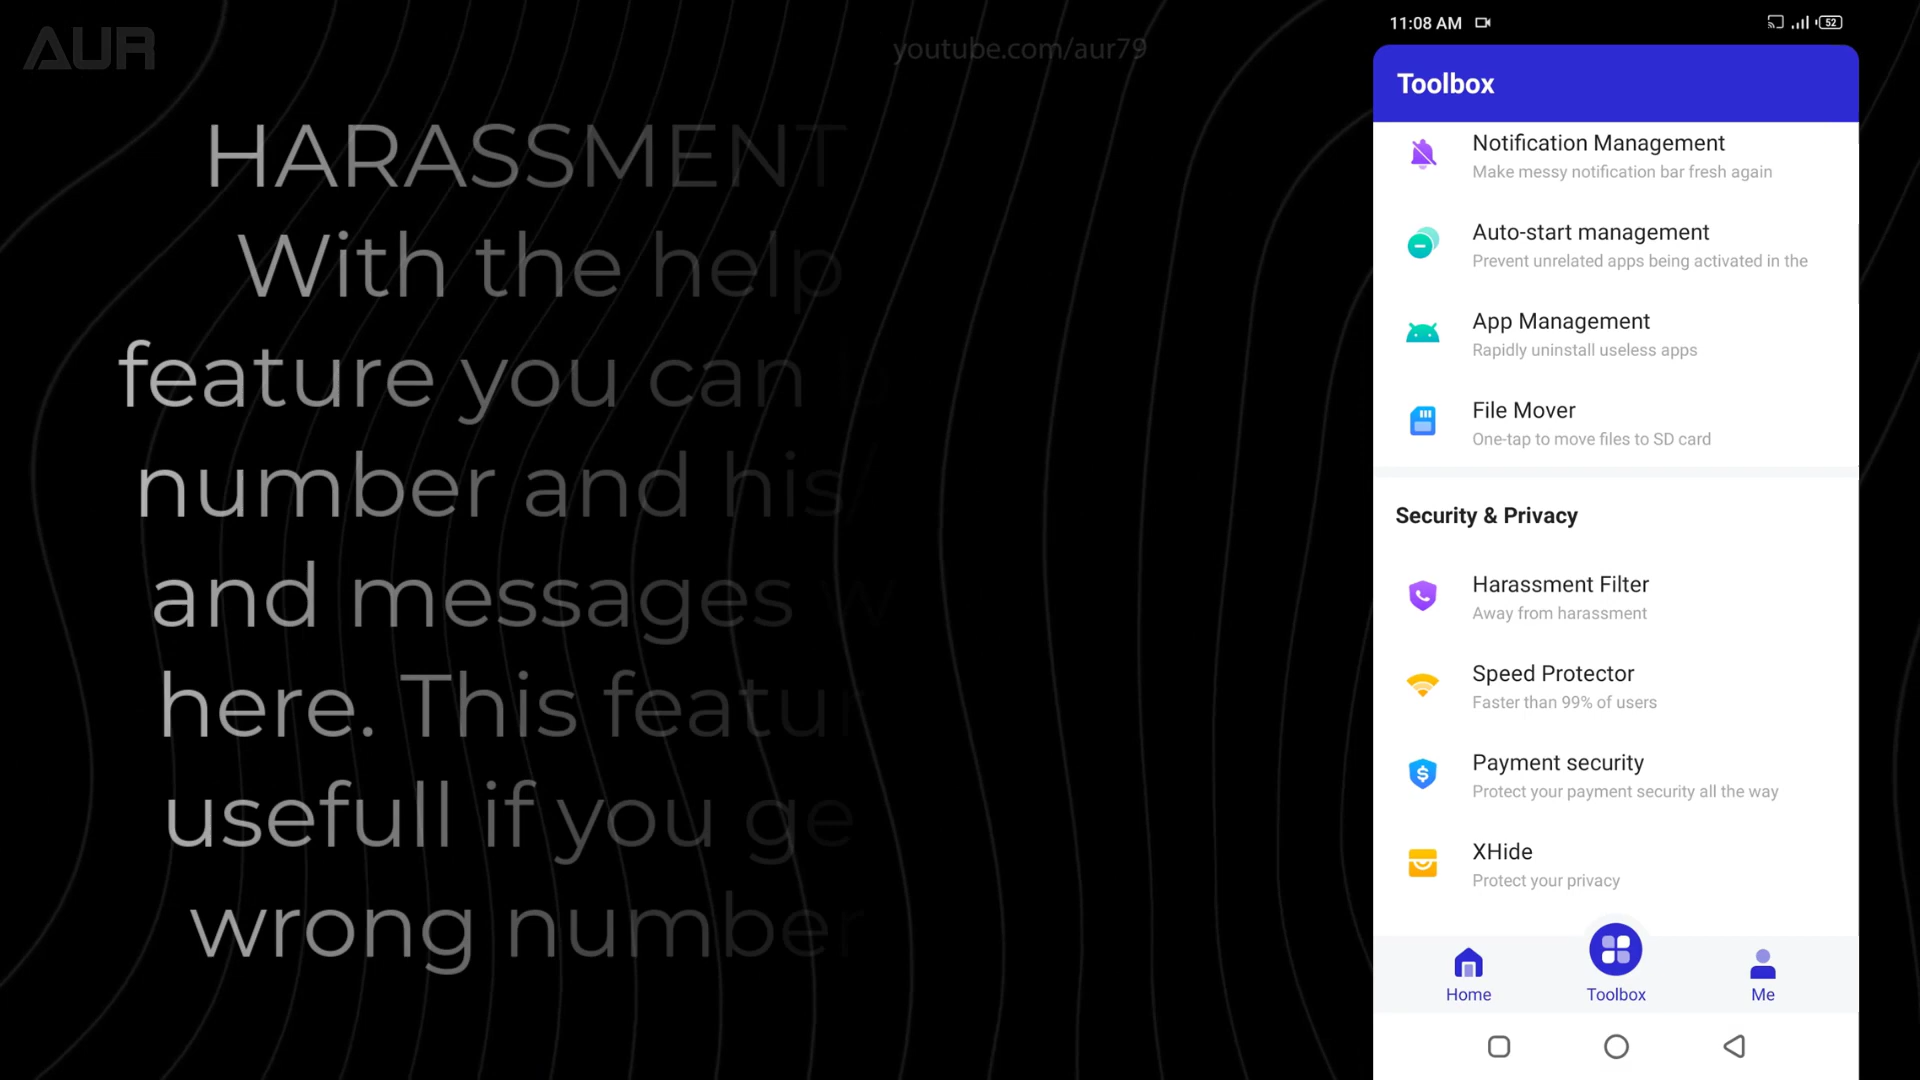 AUR
youtube.com/aur79
HARASSMENT
With the help
feature you can
number and his/
and messages w
here. This featur
usefull if you ge
wrong number
11:08 AM
52
Toolbox
Notification Management
Make messy notification bar fresh again
Auto-start management
Prevent unrelated apps being activated in the
App Management
Rapidly uninstall useless apps
File Mover
One-tap to move files to SD card
Security & Privacy
Harassment Filter
Away from harassment
Speed Protector
Faster than 99% of users
Payment security
Protect your payment security all the way
XHide
Protect your privacy
Home
Toolbox
Me